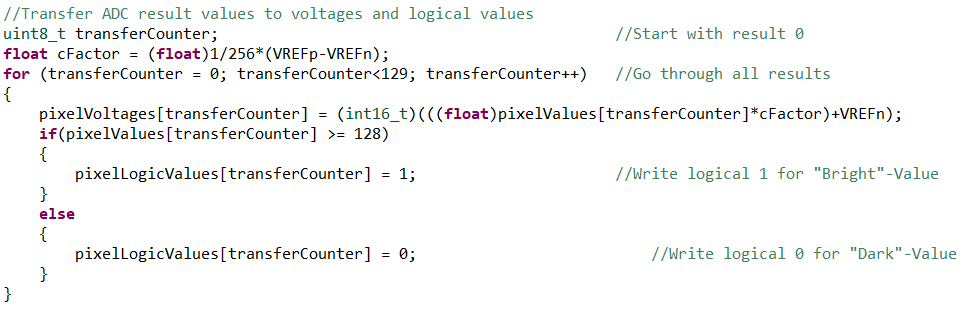 //Transfer ADC result values to voltages and logical values
uint8_t transferCounter; //Start with result 0
float cFactor = (float)1/256*(VREFp-VREFn);
for (transferCounter = 0; transferCounter<129; transferCounter++) //Go through all results
{
pixelVoltages[transferCounter] = (int16_t)(((float)pixelValues[transferCounter]*cFactor)+VREFn);
if(pixelValues[transferCounter] >= 128)
{
pixelLogicValues[transferCounter] = 1; //Write logical 1 for "Bright"-Value
}
else
{
pixelLogicValues[transferCounter] = 0; //Write logical 0 for "Dark"-Value
}
}